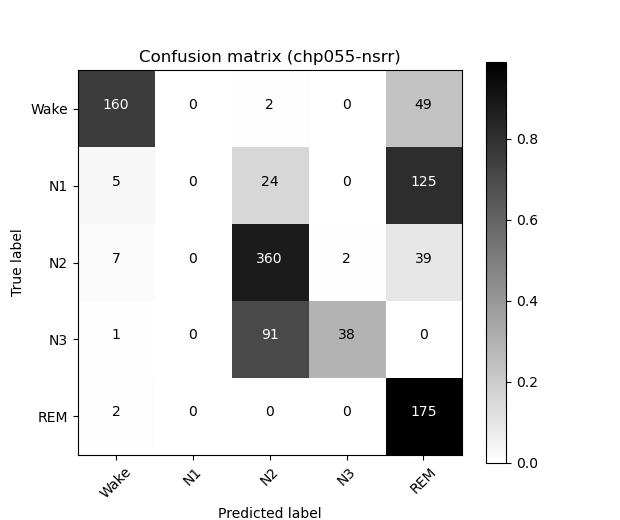 Confusion matrix (chp055-nsrr)
Wake 160 0 2 0 49
N1 5 0 24 0 125
N2 7 0 360 2 39
N3 1 0 91 38 0
REM 2 0 0 0 175
Wake N1 N2 N3 REM
Predicted label
True label
0.8
0.6
0.4
0.2
0.0